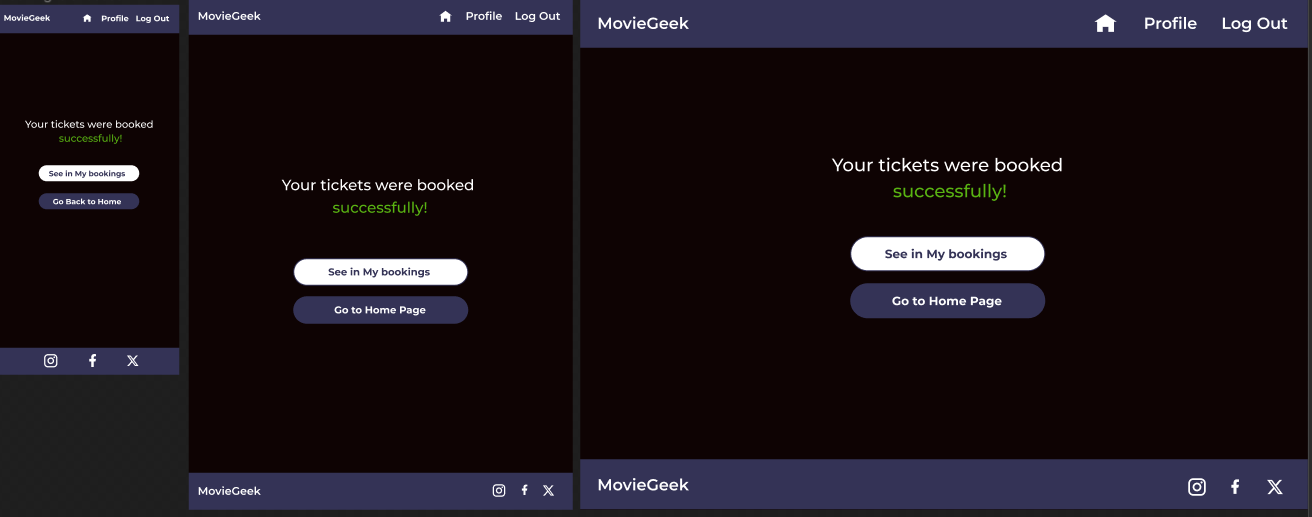 MovieGeek Profile Log Out
Your tickets were booked
successfully!
See in My bookings
Go Back to Home
MovieGeek Profile Log Out
Your tickets were booked
successfully!
See in My bookings
Go to Home Page
MovieGeek
MovieGeek Profile Log Out
Your tickets were booked
successfully!
See in My bookings
Go to Home Page
MovieGeek